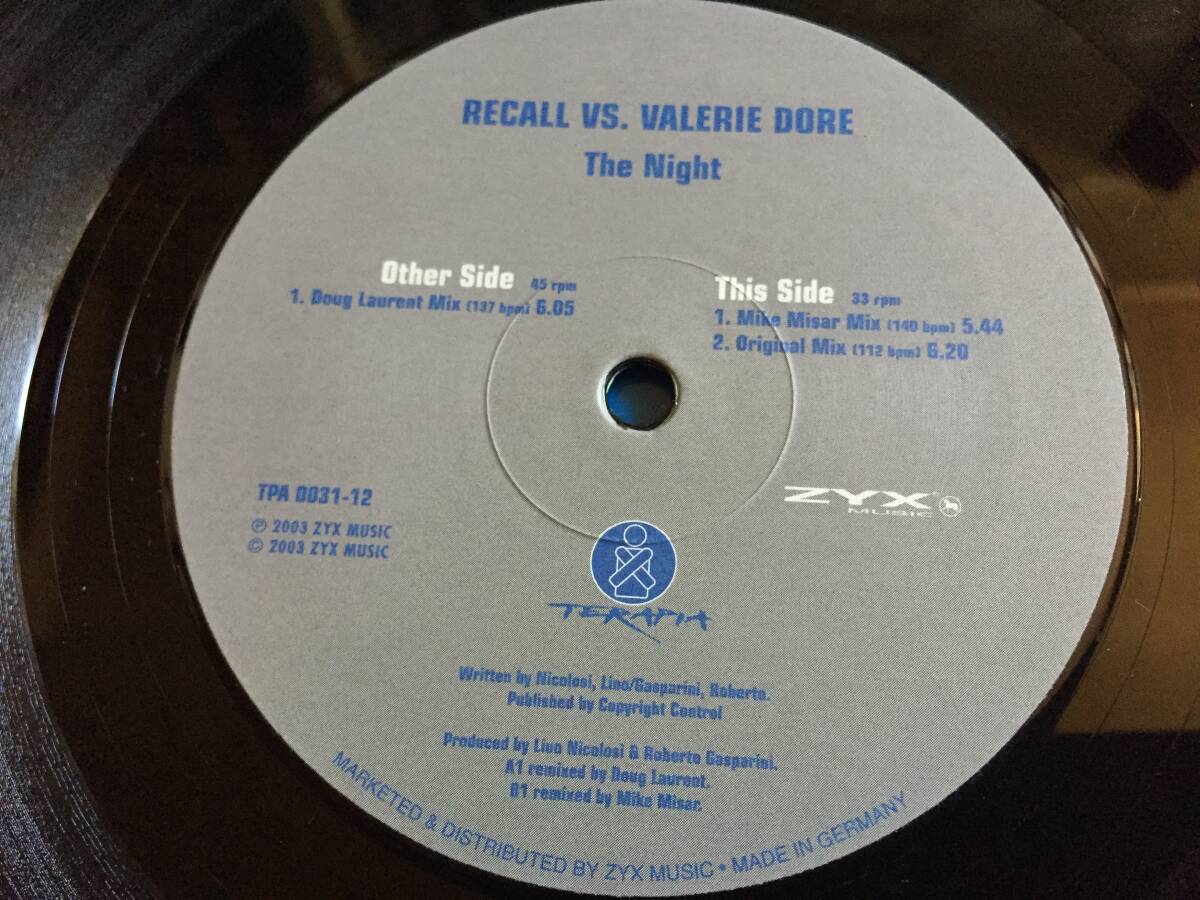 RECALL VS. VALERIE DORE
The Night
Other Side 45 rpm
1. Doug Laurent Mix (137 bpm) 6.05
This Side 33 rpm
1. Mike Misar Mix (140 bpm) 5.44
2. Original Mix (112 bpm) 6.20
TPA 0031-12
℗ 2003 ZYX MUSIC
© 2003 ZYX MUSIC
ZYX®
MUSIC
TERAPIA
Written by Nicolosi, Lino/Gasparini, Roberto.
Published by Copyright Control
Produced by Lino Nicolosi & Roberto Gasparini.
A1 remixed by Doug Laurent.
B1 remixed by Mike Misar.
MARKETED & DISTRIBUTED BY ZYX MUSIC • MADE IN GERMANY